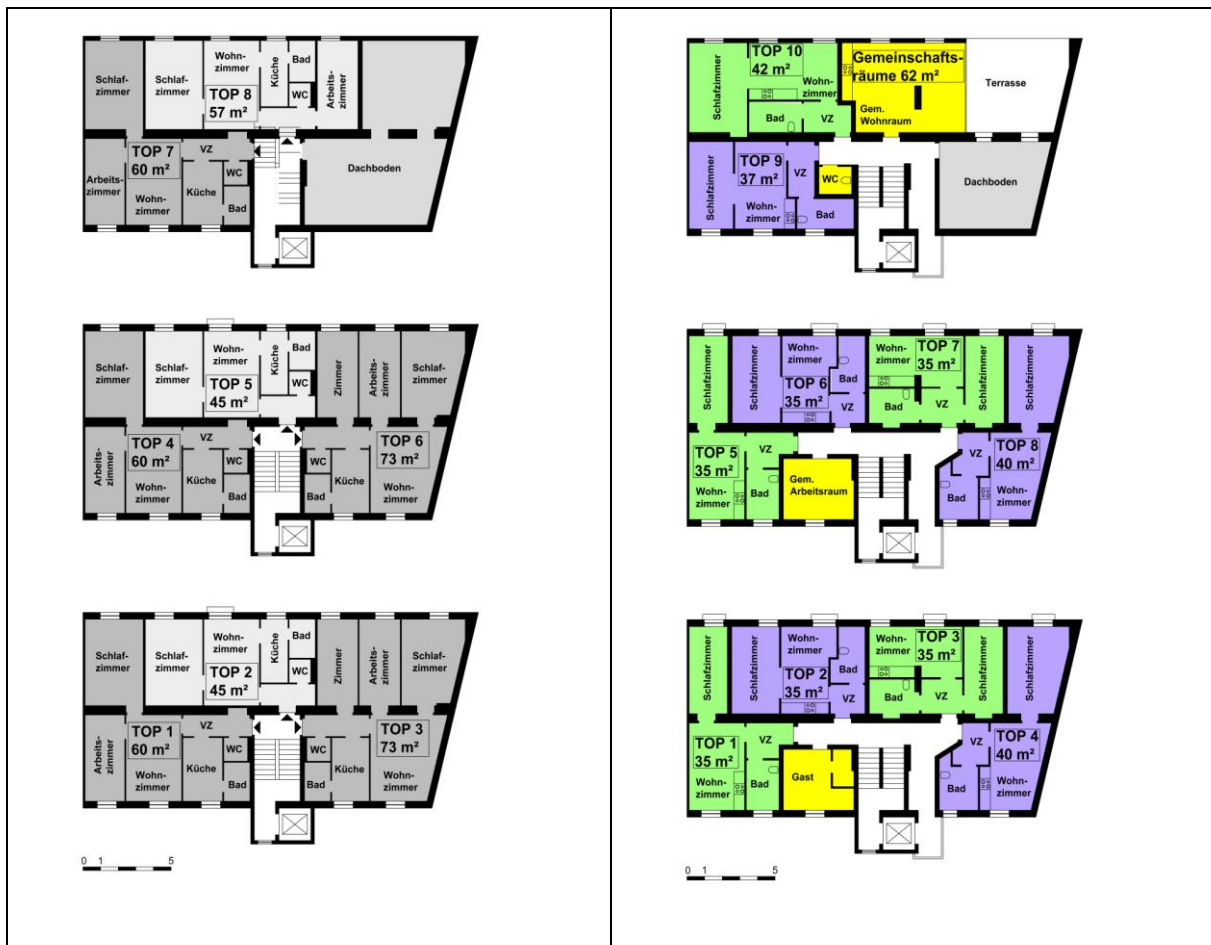 Schlaf-
zimmer
Schlaf-
zimmer
Wohn-
zimmer
TOP 8
57 m²
Küche
Bad
WC
Arbeits-
zimmer
TOP 7
60 m²
VZ
Arbeits-
zimmer
Wohn-
zimmer
Küche
WC
Bad
Dachboden
Schlaf-
zimmer
Schlaf-
zimmer
Wohn-
zimmer
TOP 5
45 m²
Küche
Bad
WC
Zimmer
Arbeits-
zimmer
Schlaf-
zimmer
TOP 4
60 m²
VZ
Arbeits-
zimmer
Wohn-
zimmer
Küche
WC
Bad
WC
Bad
Küche
TOP 6
73 m²
Wohn-
zimmer
Schlaf-
zimmer
Schlaf-
zimmer
Wohn-
zimmer
TOP 2
45 m²
Küche
Bad
WC
Zimmer
Arbeits-
zimmer
Schlaf-
zimmer
TOP 1
60 m²
VZ
Arbeits-
zimmer
Wohn-
zimmer
Küche
WC
Bad
WC
Bad
Küche
TOP 3
73 m²
Wohn-
zimmer
0 1 5
Schlafzimmer
TOP 10
42 m²
Wohn-
zimmer
Bad
VZ
Gemeinschafts-
räume 62 m²
Gem.
Wohnraum
Terrasse
Schlafzimmer
TOP 9
37 m²
Wohn-
zimmer
VZ
WC
Bad
Dachboden
Schlafzimmer
Schlafzimmer
Wohn-
zimmer
TOP 6
35 m²
Bad
VZ
Wohn-
zimmer
TOP 7
35 m²
Bad
VZ
Schlafzimmer
Schlafzimmer
TOP 5
35 m²
VZ
Wohn-
zimmer
Bad
Gem.
Arbeitsraum
VZ
TOP 8
40 m²
Bad
Wohn-
zimmer
Schlafzimmer
Schlafzimmer
Wohn-
zimmer
TOP 2
35 m²
Bad
VZ
Wohn-
zimmer
TOP 3
35 m²
Bad
VZ
Schlafzimmer
Schlafzimmer
TOP 1
35 m²
VZ
Wohn-
zimmer
Bad
Gast
VZ
TOP 4
40 m²
Bad
Wohn-
zimmer
0 1 5